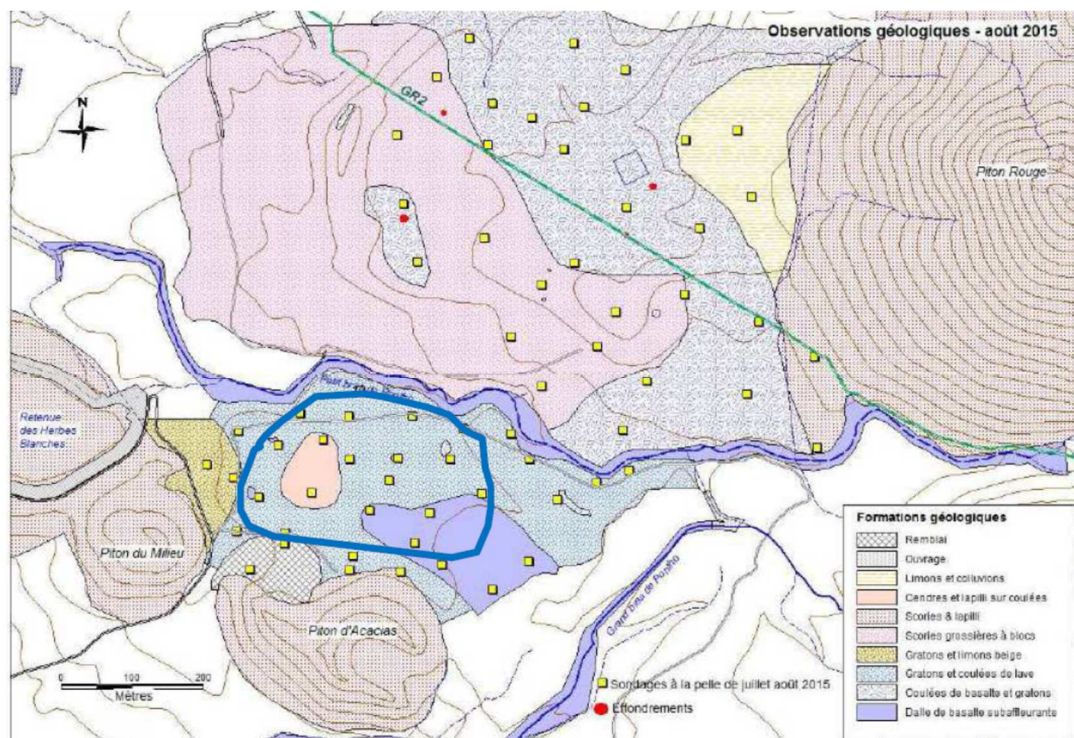 Observations géologiques - août 2015
N
GR2
Piton Rouge
Retenue
des Herbes
Blanches
Petit
Piton du Milieu
Piton d'Acacias
0 100 200
Mètres
Sondages à la pelle de juillet août 2015
Effondrements
Formations géologiques
Remblai
Ouvrage
Limons et colluvions
Cendres et lapilli sur coulées
Scories & lapilli
Scories grossières à blocs
Gratons et limons beige
Gratons et coulées de lave
Coulées de basalte et gratons
Dalle de basalte subaffleurante